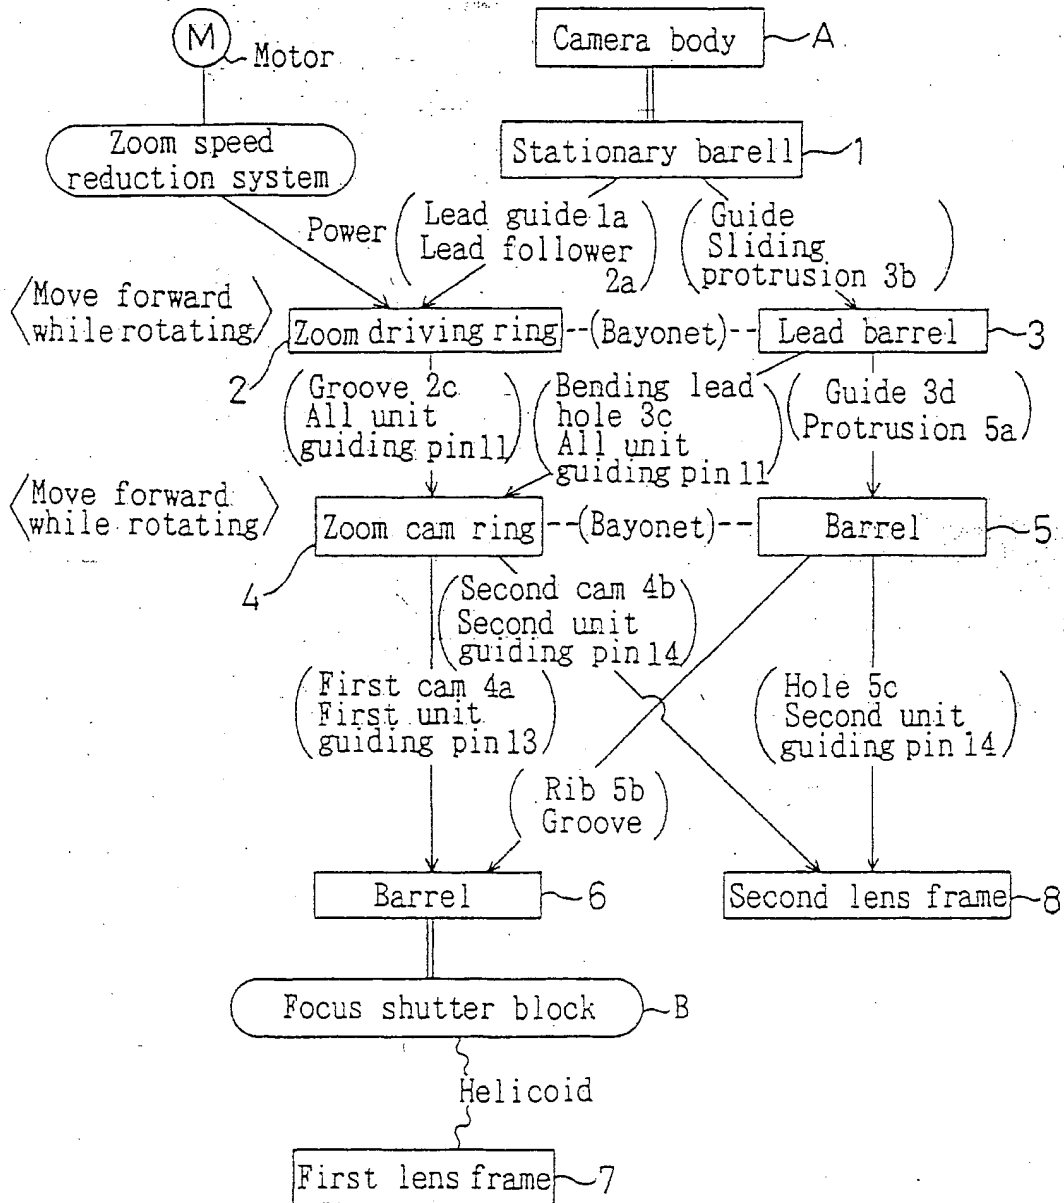 M
Motor
Camera body
A
Zoom speed
reduction system
Stationary barell
1
Power
Lead guide 1a
Lead follower
2a
Guide
Sliding
protrusion 3b
Move forward
while rotating
Zoom driving ring
(Bayonet)
Lead barrel
3
2
Groove 2c
All unit
guiding pin 11
Bending lead
hole 3c
All unit
guiding pin 11
Guide 3d
Protrusion 5a
Move forward
while rotating
Zoom cam ring
(Bayonet)
Barrel
5
4
Second cam 4b
Second unit
guiding pin 14
First cam 4a
First unit
guiding pin 13
Hole 5c
Second unit
guiding pin 14
Rib 5b
Groove
Barrel
6
Second lens frame
8
Focus shutter block
B
Helicoid
First lens frame
7